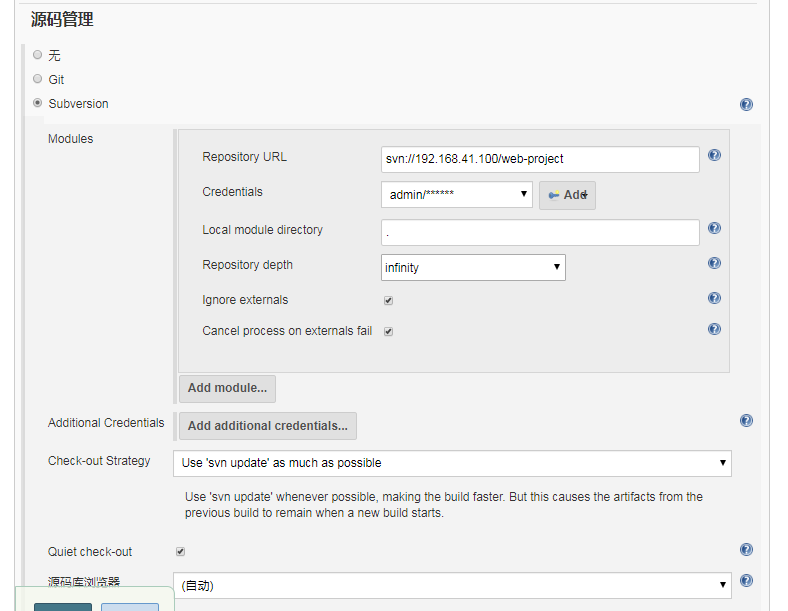 源码管理
无
Git
Subversion
Modules
Repository URL
svn://192.168.41.100/web-project
Credentials
admin/******
Add
Local module directory
.
Repository depth
infinity
Ignore externals
Cancel process on externals fail
Add module...
Additional Credentials
Add additional credentials...
Check-out Strategy
Use 'svn update' as much as possible
Use 'svn update' whenever possible, making the build faster. But this causes the artifacts from the
previous build to remain when a new build starts.
Quiet check-out
源码库浏览器
(自动)